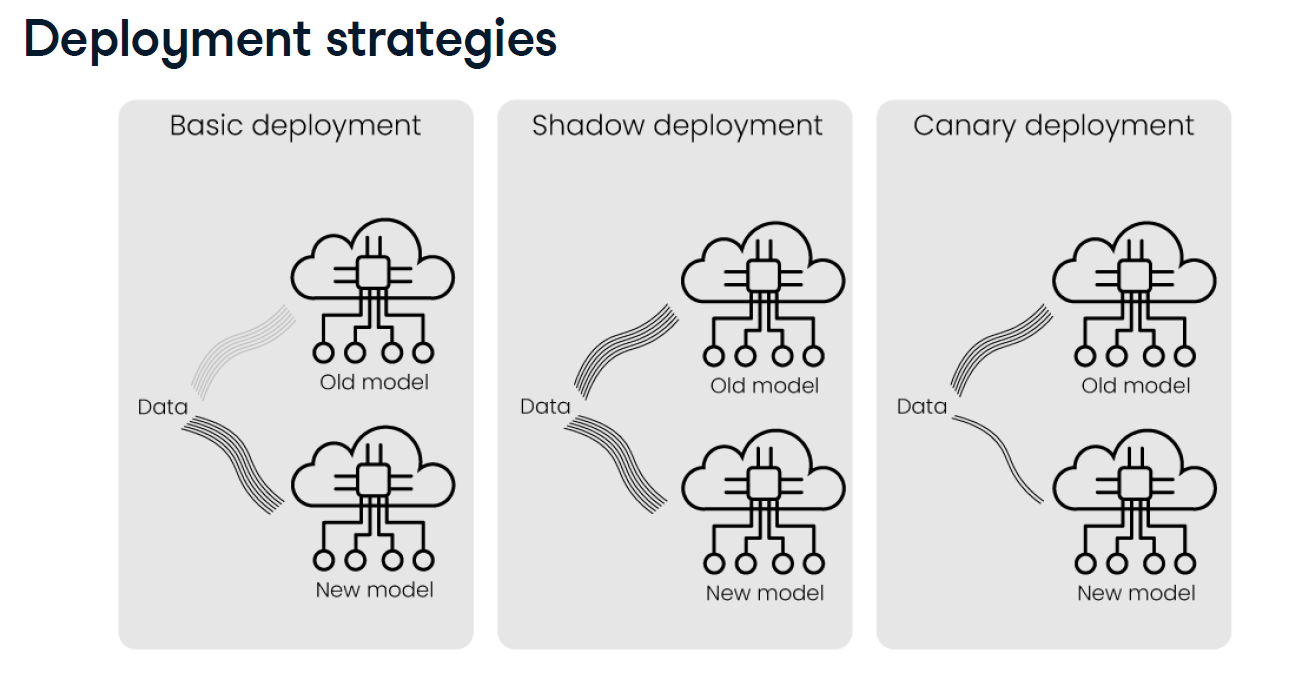 Deployment strategies
Basic deployment
Old model
Data
New model
Shadow deployment
Old model
Data
New model
Canary deployment
Old model
Data
New model